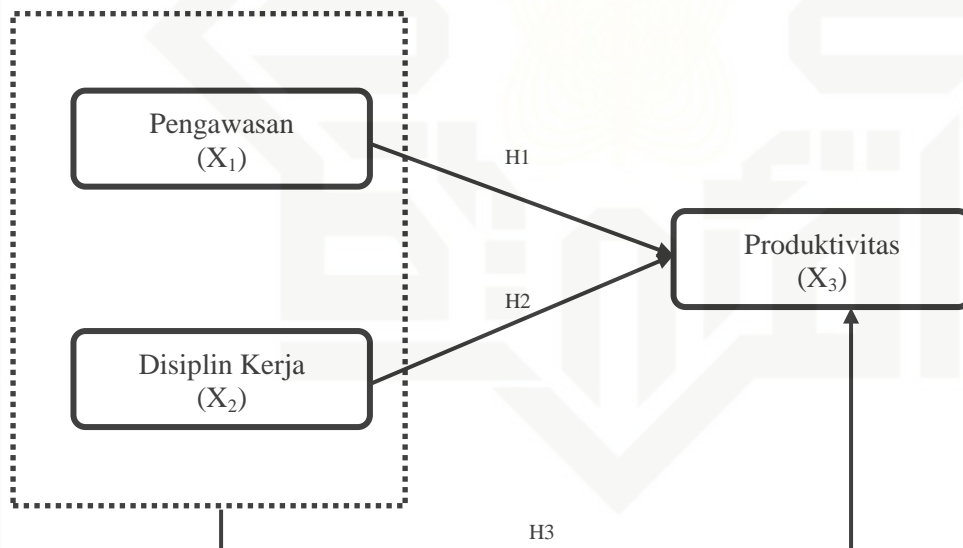 Pengawasan
(X₁)
H1
Produktivitas
(X₃)
H2
Disiplin Kerja
(X₂)
H3